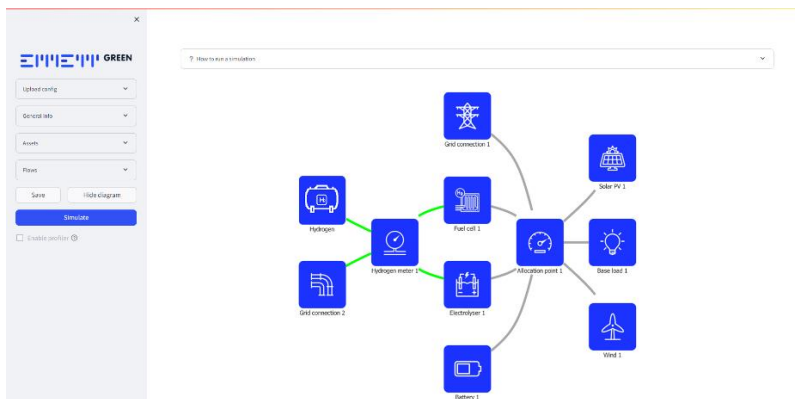 ×
EMMETT GREEN
? How to run a simulation
Upload config
General info
Assets
Flows
Save
Hide diagram
Simulate
Enable profiler
Grid connection 1
Solar PV 1
Hydrogen
Fuel cell 1
Hydrogen meter 1
Allocation point 1
Base load 1
Grid connection 2
Electrolyser 1
Wind 1
Battery 1